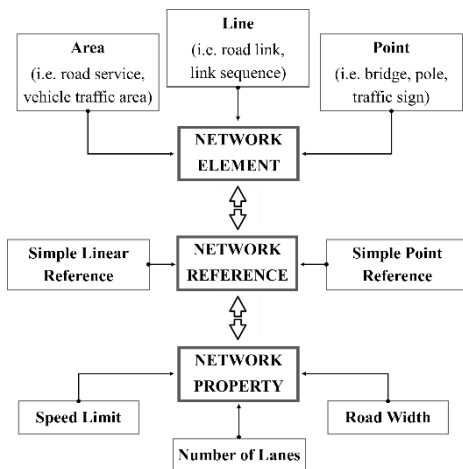 Area
(i.e. road service,
vehicle traffic area)
Line
(i.e. road link,
link sequence)
Point
(i.e. bridge, pole,
traffic sign)
NETWORK
ELEMENT
Simple Linear
Reference
NETWORK
REFERENCE
Simple Point
Reference
NETWORK
PROPERTY
Speed Limit
Number of Lanes
Road Width